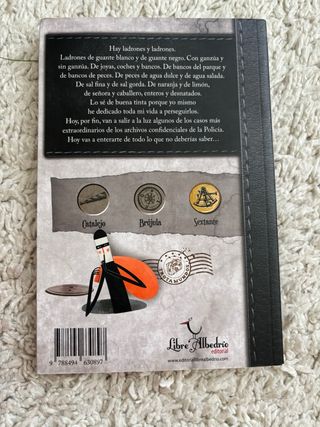 Hay ladrones y ladrones.
Ladrones de guante blanco y de guante negro. Con ganzúa y
sin ganzúa. De joyas, coches y bancos. De bancos del parque y
de bancos de peces. De peces de agua dulce y de agua salada.
De sal fina y de sal gorda. De naranja y de limón,
de señora y caballero, enteros y desnatados.
Lo sé de buena tinta porque yo mismo
he dedicado toda mi vida a perseguirlos.
Hoy, por fin, van a salir a la luz algunos de los casos más
extraordinarios de los archivos confidenciales de la Policía.
Hoy van a enterarte de todo lo que no deberías saber...
Catalejo
Brújula
Sextante
Libre Albedrío
editorial
www.editoriallibrealbedrio.com
9 788494 630897